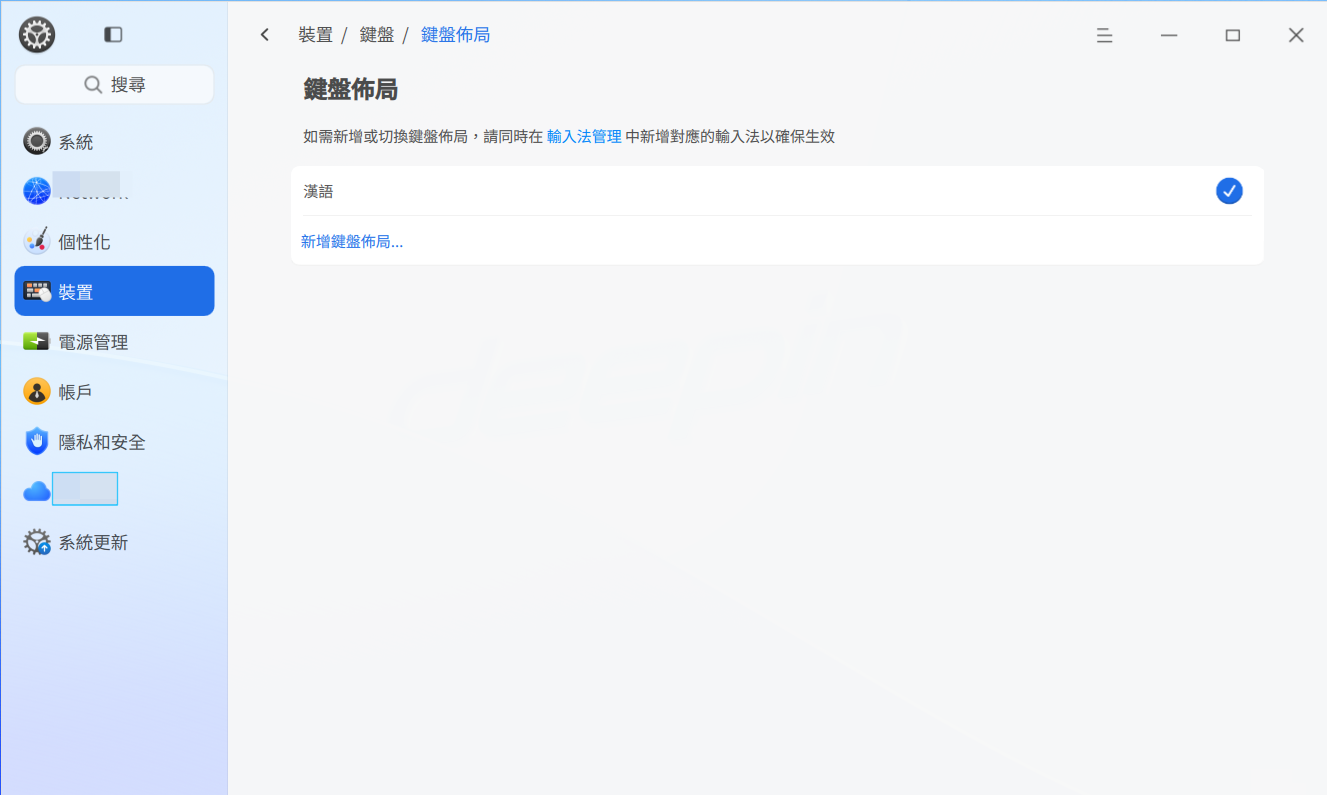 裝置 / 鍵盤 / 鍵盤佈局
搜尋
系統
個性化
裝置
電源管理
帳戶
隱私和安全
系統更新
鍵盤佈局
如需新增或切換鍵盤佈局，請同時在 輸入法管理 中新增對應的輸入法以確保生效
漢語
新增鍵盤佈局...